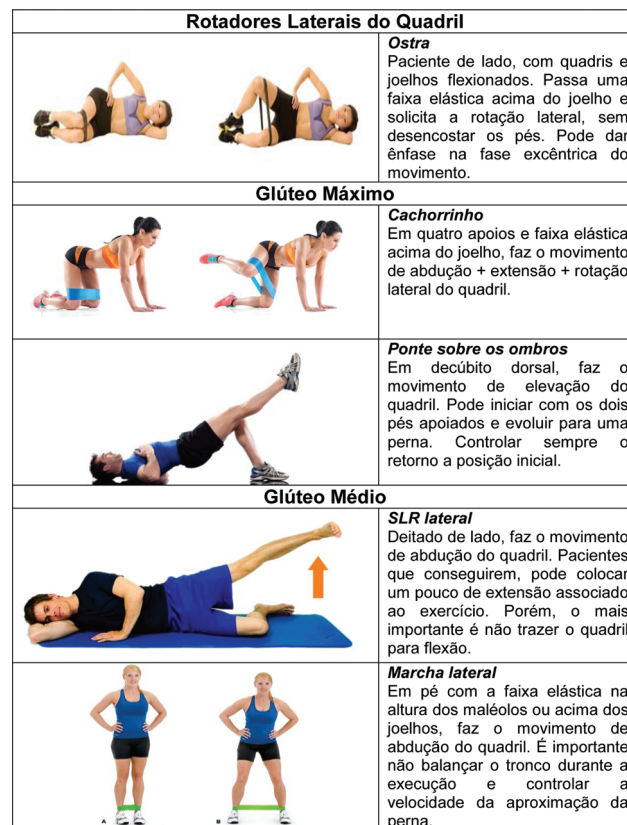 Rotadores Laterais do Quadril
Ostra
Paciente de lado, com quadris e
joelhos flexionados. Passa uma
faixa elástica acima do joelho e
solicita a rotação lateral, sem
desencostar os pés. Pode dar
ênfase na fase excêntrica do
movimento.
Glúteo Máximo
Cachorrinho
Em quatro apoios e faixa elástica
acima do joelho, faz o movimento
de abdução + extensão + rotação
lateral do quadril.
Ponte sobre os ombros
Em decúbito dorsal, faz o
movimento de elevação do
quadril. Pode iniciar com os dois
pés apoiados e evoluir para uma
perna. Controlar sempre o
retorno a posição inicial.
Glúteo Médio
SLR lateral
Deitado de lado, faz o movimento
de abdução do quadril. Pacientes
que conseguirem, pode colocar
um pouco de extensão associado
ao exercício. Porém, o mais
importante é não trazer o quadril
para flexão.
Marcha lateral
Em pé com a faixa elástica na
altura dos maléolos ou acima dos
joelhos, faz o movimento de
abdução do quadril. É importante
não balançar o tronco durante a
execução e controlar a
velocidade da aproximação da
perna.
A B